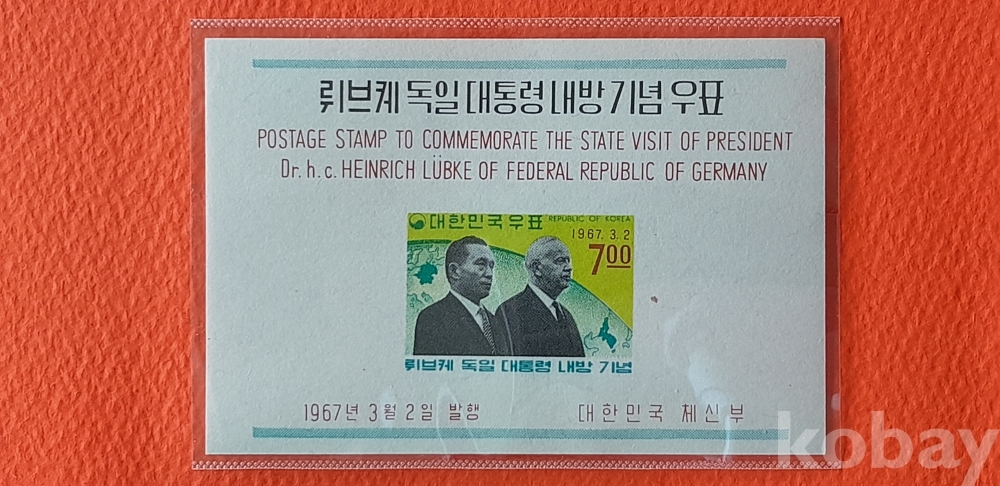 뤼브케 독일 대통령 내방 기념 우표
POSTAGE STAMP TO COMMEMORATE THE STATE VISIT OF PRESIDENT
Dr. h. c. HEINRICH LÜBKE OF FEDERAL REPUBLIC OF GERMANY
대한민국우표 REPUBLIC OF KOREA
1967. 3. 2
700
뤼브케 독일 대통령 내방 기념
1967년 3월 2일 발행 대한민국 체신부
kobay